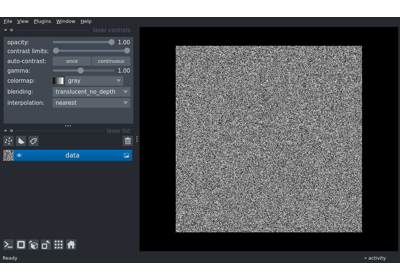 File View Plugins Window Help
layer controls
opacity: 1.00
contrast limits:
auto-contrast: once continuous
gamma: 1.00
colormap: gray
blending: translucent_no_depth
interpolation: nearest
layer list
data
Ready activity